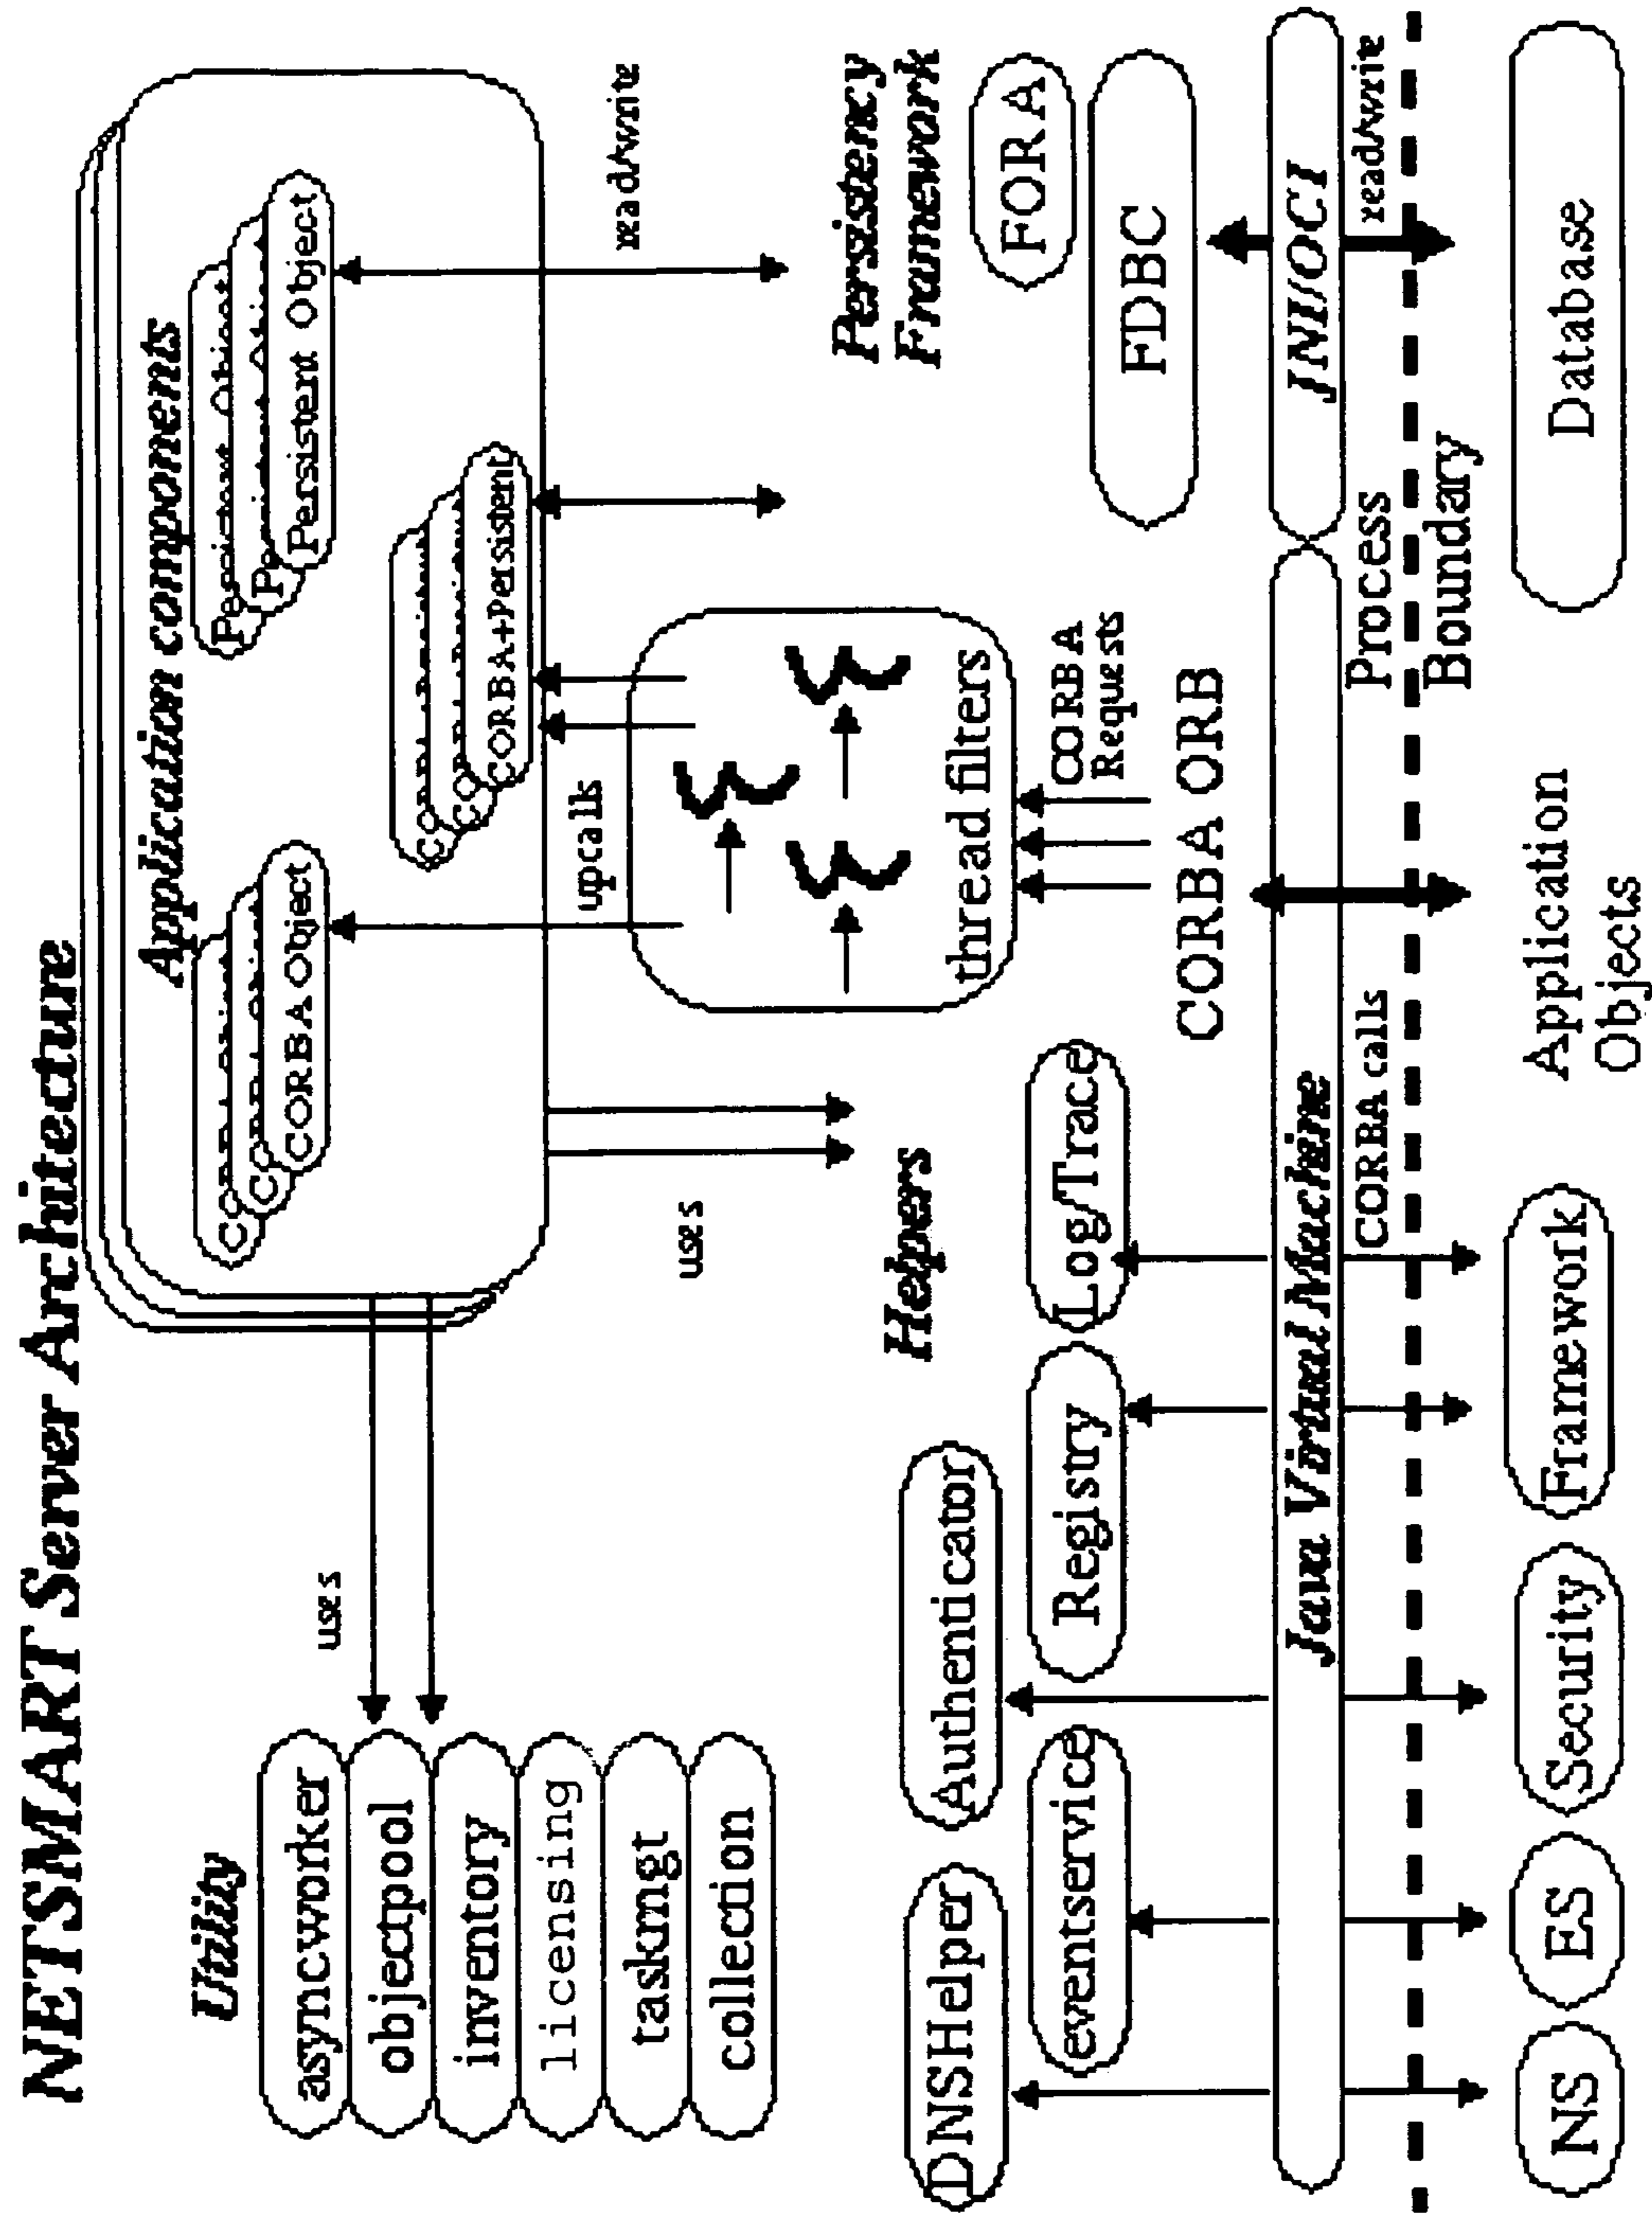 NETSMART Server Architecture
Utility
asyncworker
objectpool
inventory
licensing
taskmgt
collection
uses
Application components
CORBA Object
CORBA+Persistent
Persistent Object
uses
upcalls
read/write
thread filters
CORBA
Requests
CORBA ORB
Helpers
DNSHelper
Authenticator
eventservice
Registry
Log/Trace
Persistency
Framework
FORA
FDBC
Java Virtual Machine
JNI/OCI
CORBA calls
read/write
Process
Boundary
NS
ES
Security
Framework
Application
Objects
Database